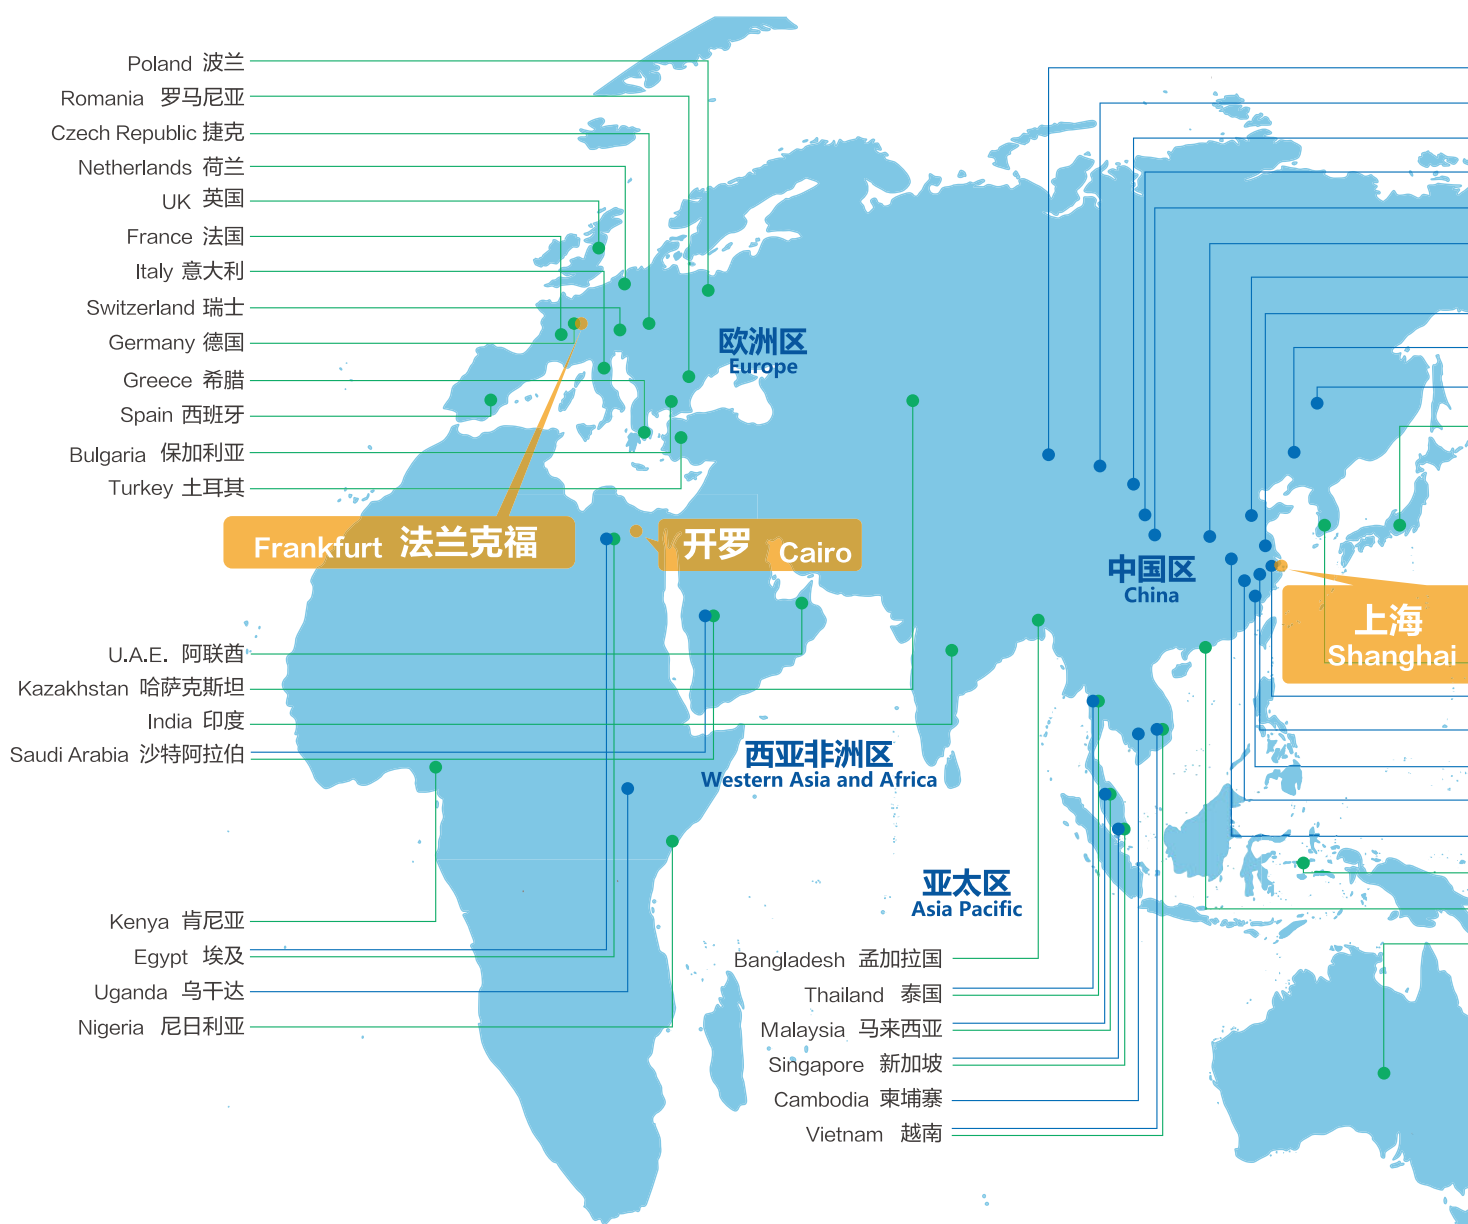 Poland 波兰
Romania 罗马尼亚
Czech Republic 捷克
Netherlands 荷兰
UK 英国
France 法国
Italy 意大利
Switzerland 瑞士
Germany 德国
Greece 希腊
Spain 西班牙
Bulgaria 保加利亚
Turkey 土耳其
欧洲区
Europe
Frankfurt 法兰克福
开罗 Cairo
中国区
China
上海
Shanghai
U.A.E. 阿联酋
Kazakhstan 哈萨克斯坦
India 印度
Saudi Arabia 沙特阿拉伯
西亚非洲区
Western Asia and Africa
亚太区
Asia Pacific
Kenya 肯尼亚
Egypt 埃及
Uganda 乌干达
Nigeria 尼日利亚
Bangladesh 孟加拉国
Thailand 泰国
Malaysia 马来西亚
Singapore 新加坡
Cambodia 柬埔寨
Vietnam 越南